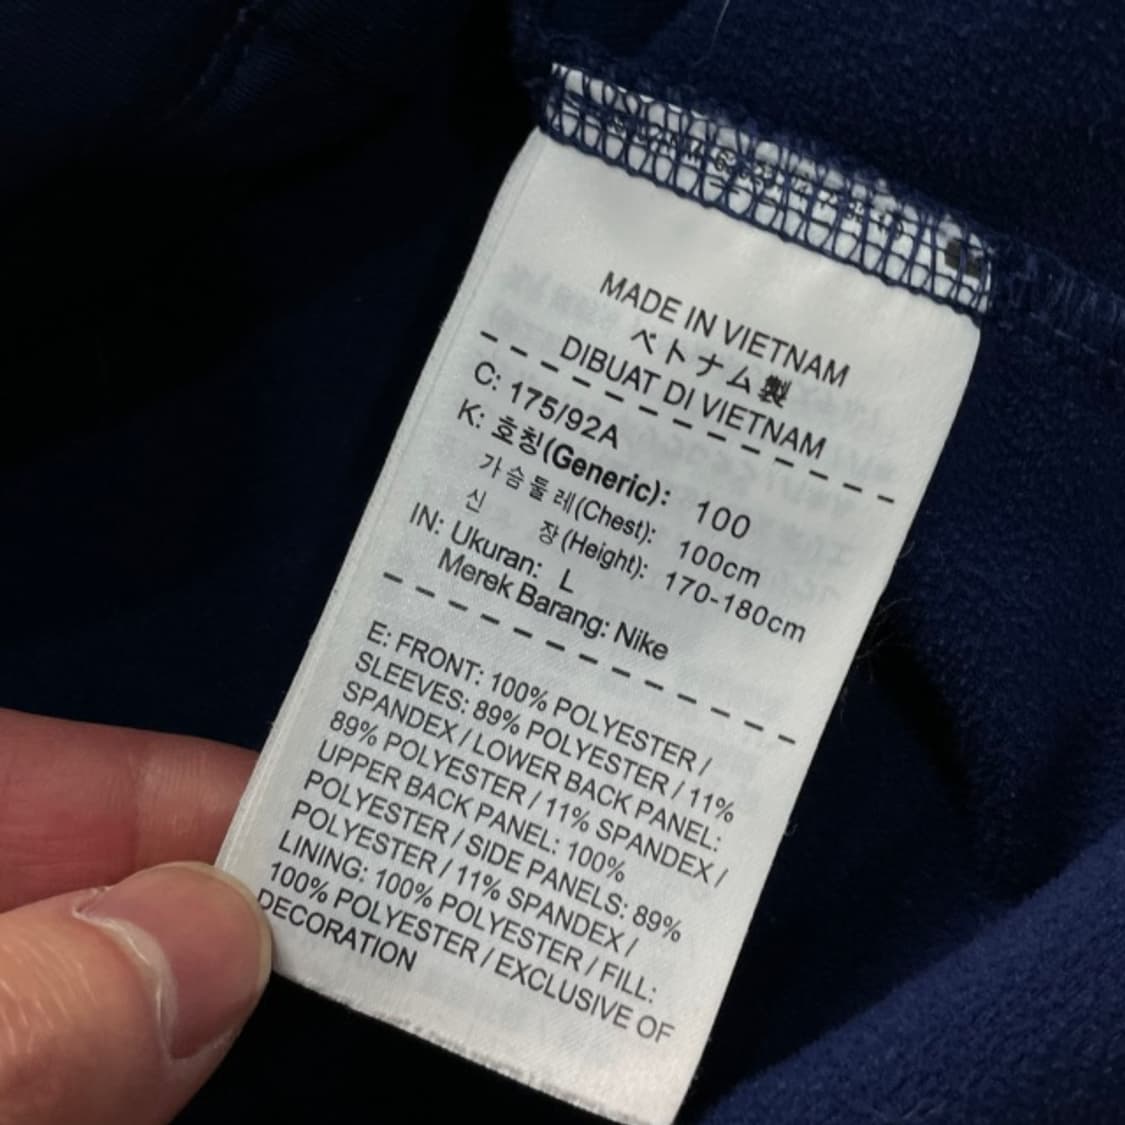 MADE IN VIETNAM
ベトナム製
DIBUAT DI VIETNAM
C: 175/92A
K: 호칭(Generic): 100
가슴둘레(Chest): 100cm
신 장(Height): 170-180cm
IN: Ukuran: L
Merek Barang: Nike
E: FRONT: 100% POLYESTER /
SLEEVES: 89% POLYESTER / 11%
SPANDEX / LOWER BACK PANEL:
89% POLYESTER / 11% SPANDEX /
UPPER BACK PANEL: 100%
POLYESTER / SIDE PANELS: 89%
POLYESTER / 11% SPANDEX /
LINING: 100% POLYESTER / FILL:
100% POLYESTER / EXCLUSIVE OF
DECORATION